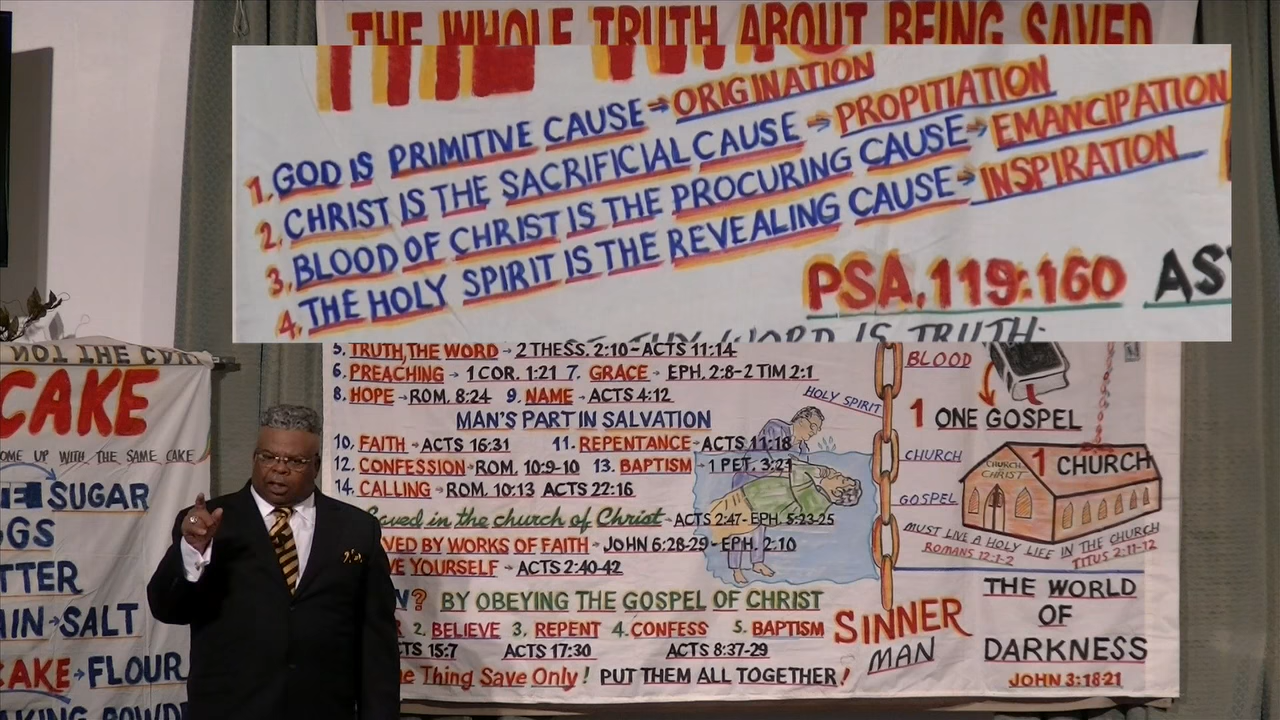 THE WHOLE TRUTH ABOUT BEING SAVED
1. GOD IS PRIMITIVE CAUSE → ORIGINATION
2. CHRIST IS THE SACRIFICIAL CAUSE → PROPITIATION
3. BLOOD OF CHRIST IS THE PROCURING CAUSE → EMANCIPATION
4. THE HOLY SPIRIT IS THE REVEALING CAUSE → INSPIRATION
PSA. 119:160
THY WORD IS TRUTH.
5. TRUTH, THE WORD → 2 THESS. 2:10 - ACTS 11:14
6. PREACHING → 1 COR. 1:21 7. GRACE → EPH. 2:8-2 TIM 2:1
8. HOPE → ROM. 8:24 9. NAME → ACTS 4:12
MAN'S PART IN SALVATION
10. FAITH → ACTS 16:31 11. REPENTANCE → ACTS 11:18
12. CONFESSION → ROM. 10:9-10 13. BAPTISM → 1 PET. 3:21
14. CALLING → ROM. 10:13 ACTS 22:16
Saved in the church of Christ → ACTS 2:47 - EPH. 5:23-25
BY WORKS OF FAITH → JOHN 6:28-29 - EPH. 2:10
YOURSELF → ACTS 2:40-42
? BY OBEYING THE GOSPEL OF CHRIST
2. BELIEVE 3. REPENT 4. CONFESS 5. BAPTISM
15:7 ACTS 17:30 ACTS 8:37-29
Thing Save Only! PUT THEM ALL TOGETHER!
HOLY SPIRIT
BLOOD
1 ONE GOSPEL
CHURCH
GOSPEL
CHURCH
CHRIST
1 CHURCH
MUST LIVE A HOLY LIEF IN THE CHURCH
ROMANS 12:1-2 TITUS 2:11-12
SINNER
MAN
THE WORLD
OF
DARKNESS
JOHN 3:18-21
NOT THE
CAKE
COME UP WITH THE SAME CAKE
SUGAR
SALT
CAKE → FLOUR